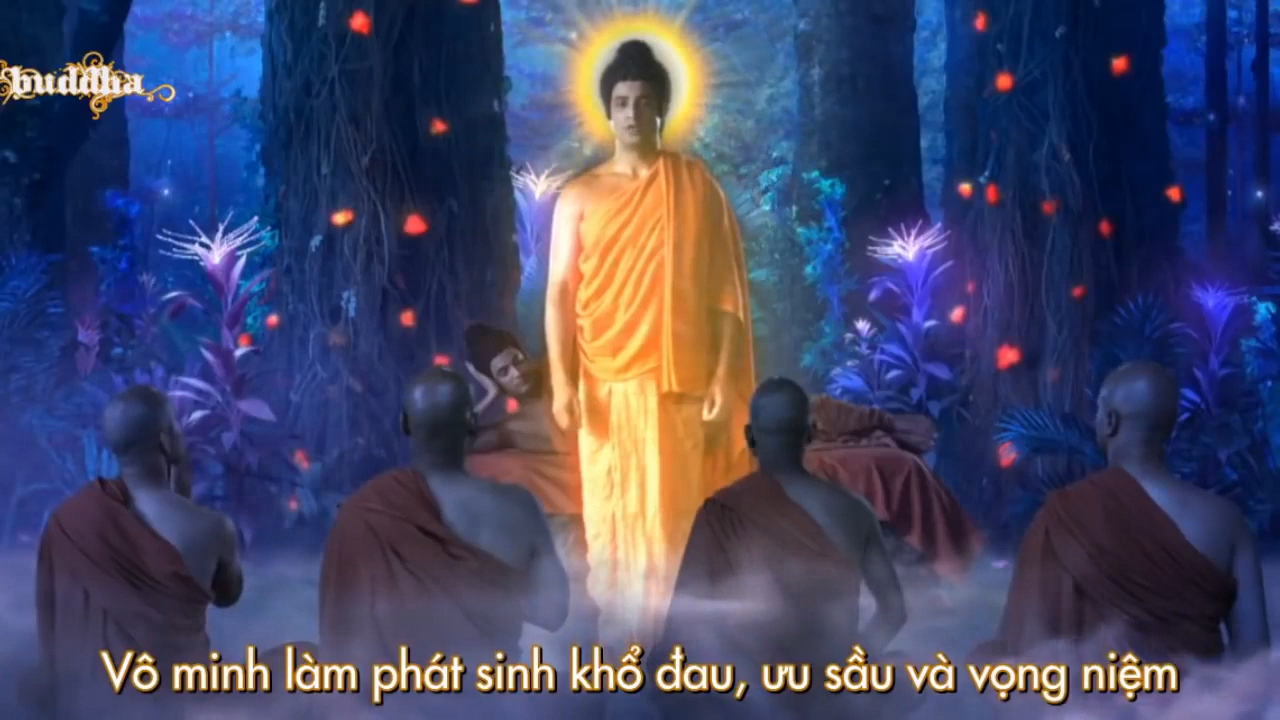 buddha
Vô minh làm phát sinh khổ đau, ưu sầu và vọng niệm